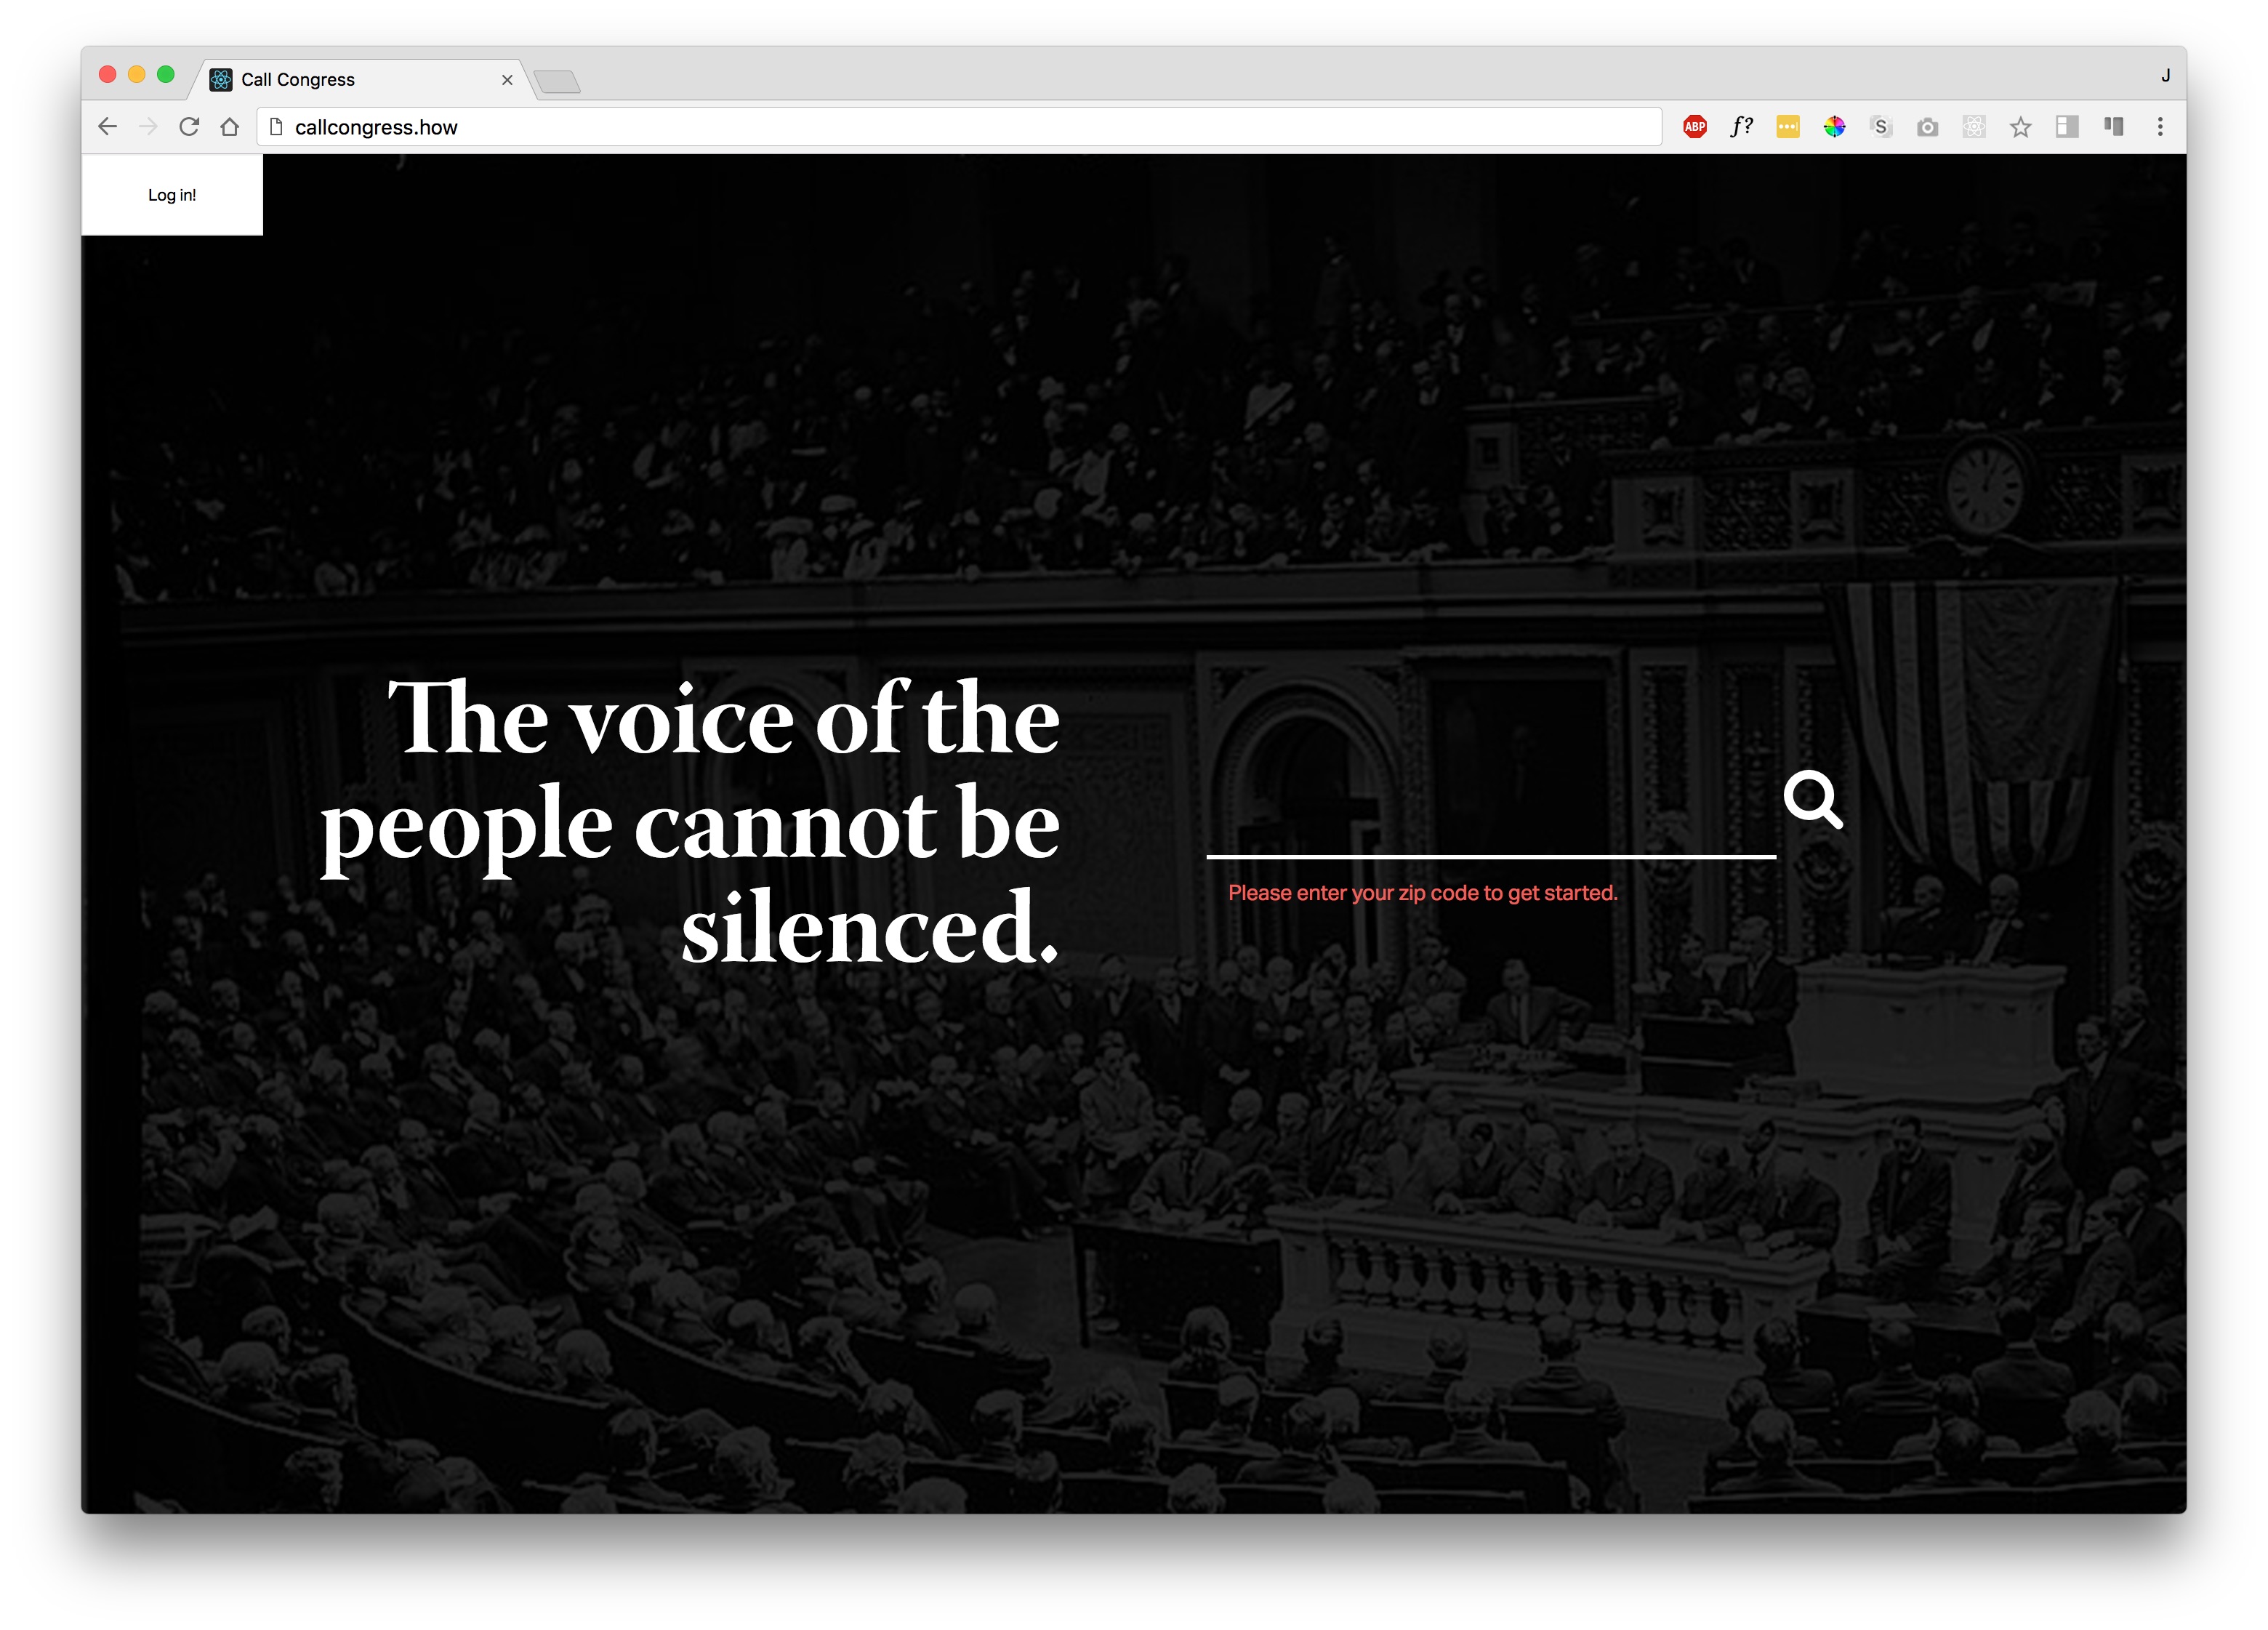 Call Congress
J
callcongress.how
ABP
f?
S
Log in!
The voice of the
people cannot be
silenced.
Please enter your zip code to get started.